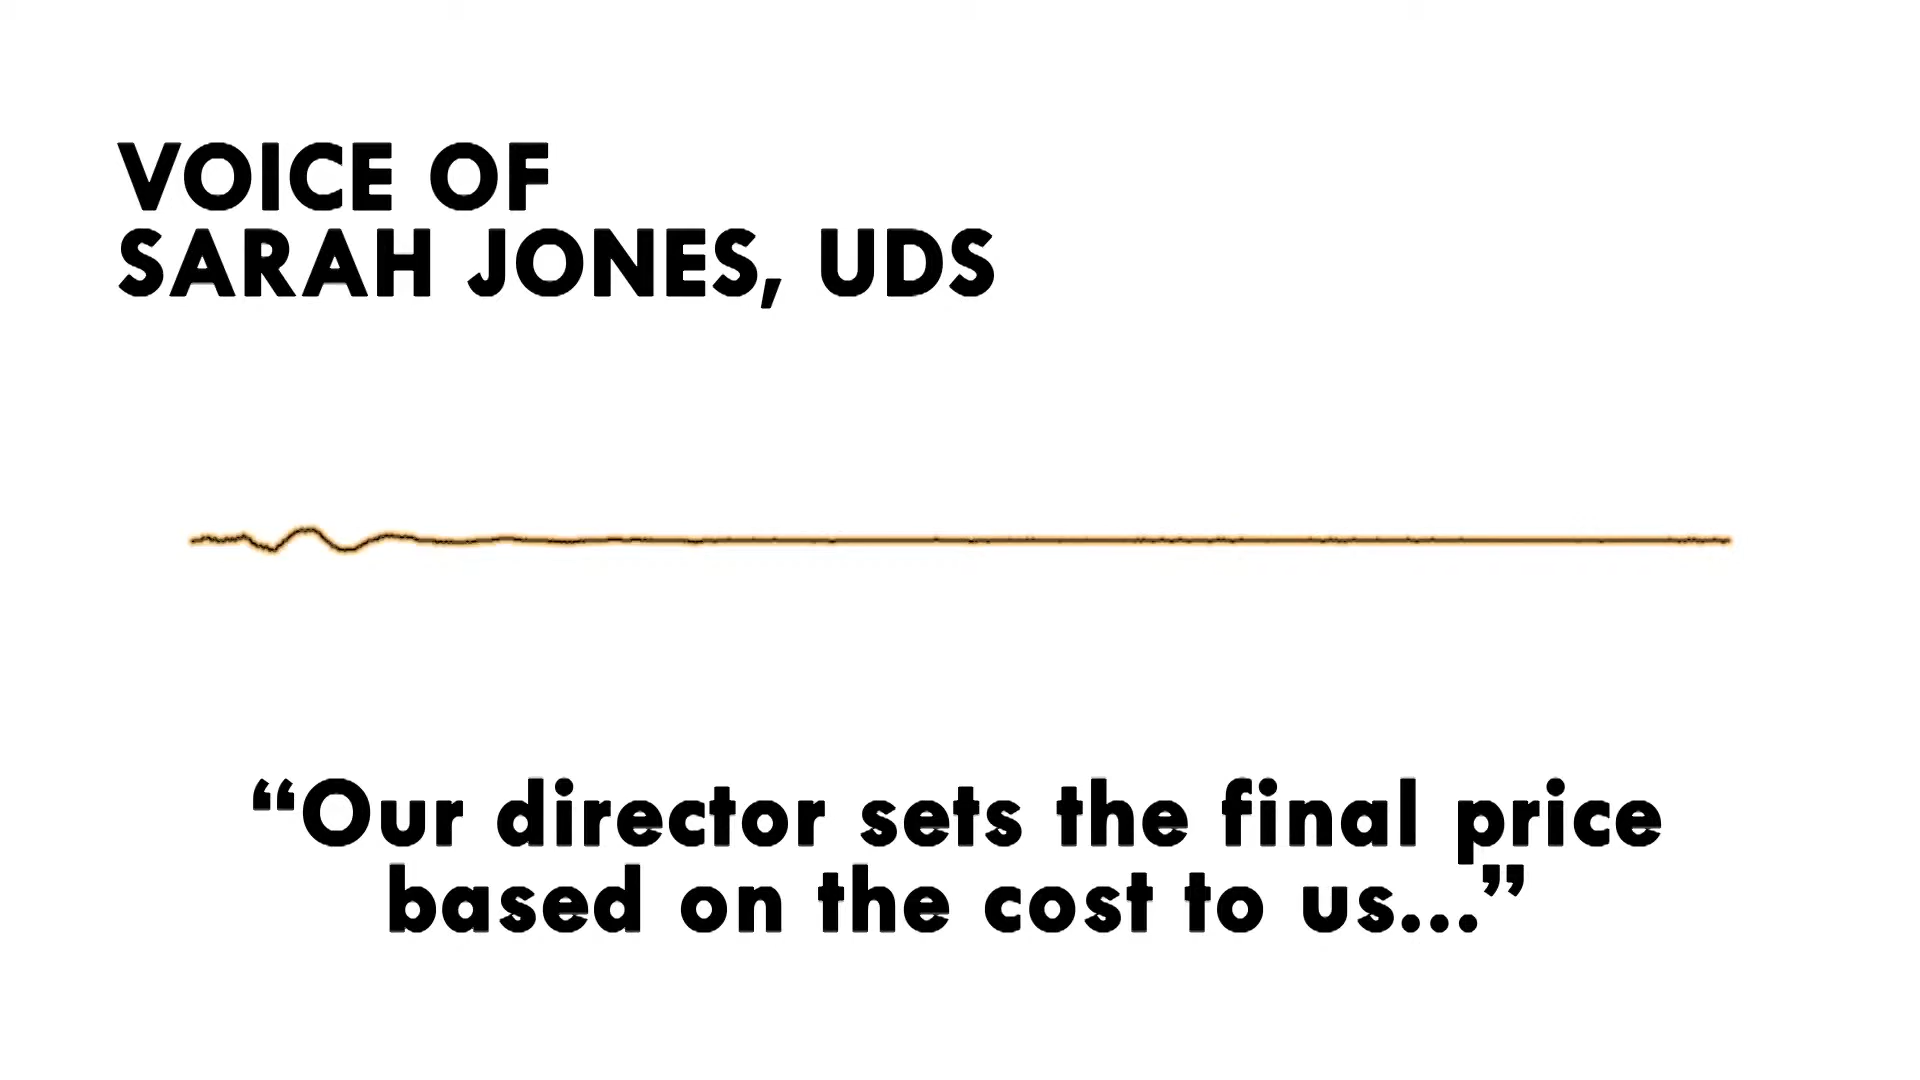 VOICE OF
SARAH JONES, UDS
“Our director sets the final price
based on the cost to us...”